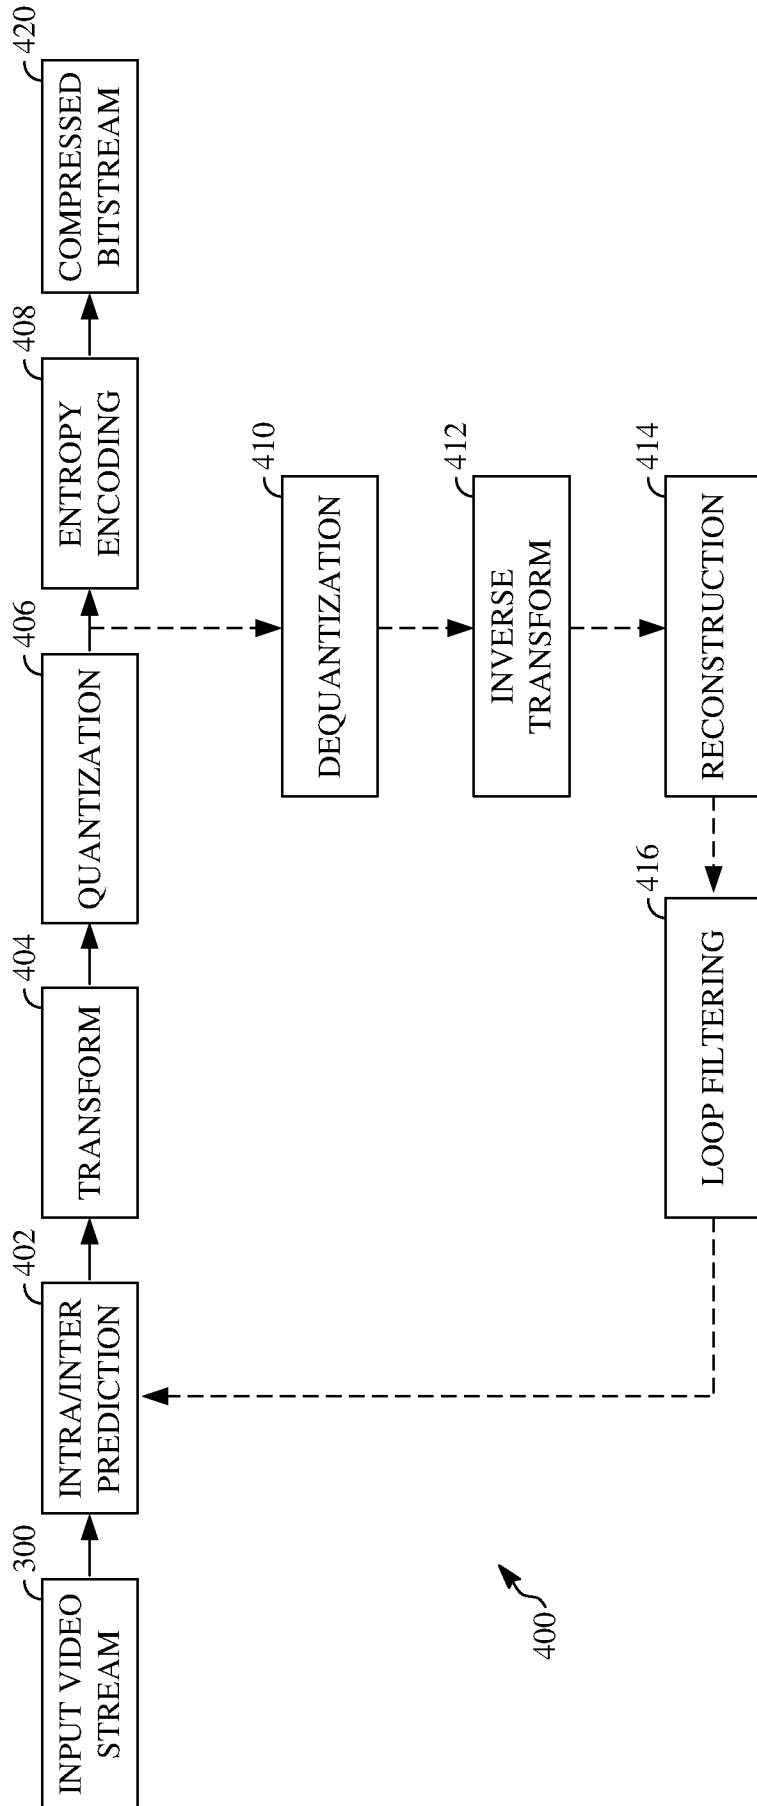 300
INPUT VIDEO
STREAM
402
INTRA/INTER
PREDICTION
404
TRANSFORM
406
QUANTIZATION
408
ENTROPY
ENCODING
420
COMPRESSED
BITSTREAM
410
DEQUANTIZATION
412
INVERSE
TRANSFORM
416
LOOP FILTERING
414
RECONSTRUCTION
400